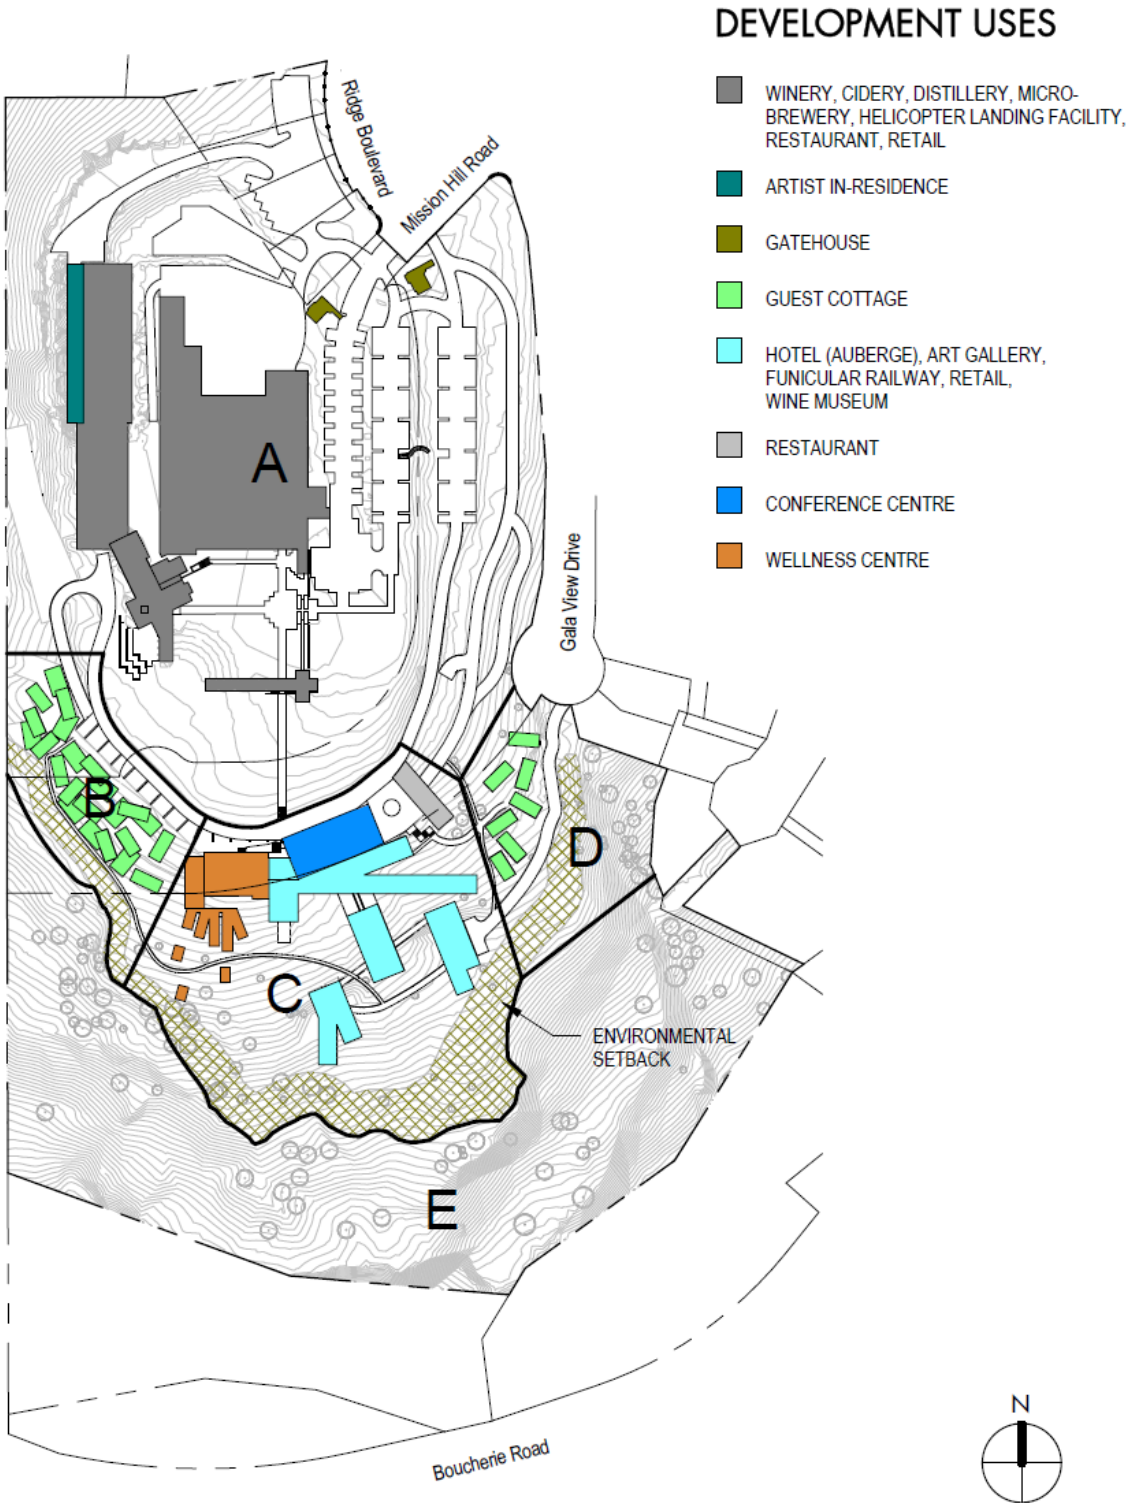 DEVELOPMENT USES
WINERY, CIDERY, DISTILLERY, MICRO-
BREWERY, HELICOPTER LANDING FACILITY,
RESTAURANT, RETAIL
ARTIST IN-RESIDENCE
GATEHOUSE
GUEST COTTAGE
HOTEL (AUBERGE), ART GALLERY,
FUNICULAR RAILWAY, RETAIL,
WINE MUSEUM
RESTAURANT
CONFERENCE CENTRE
WELLNESS CENTRE
Ridge Boulevard
Mission Hill Road
A
Gala View Drive
B
D
C
ENVIRONMENTAL
SETBACK
E
N
Boucherie Road